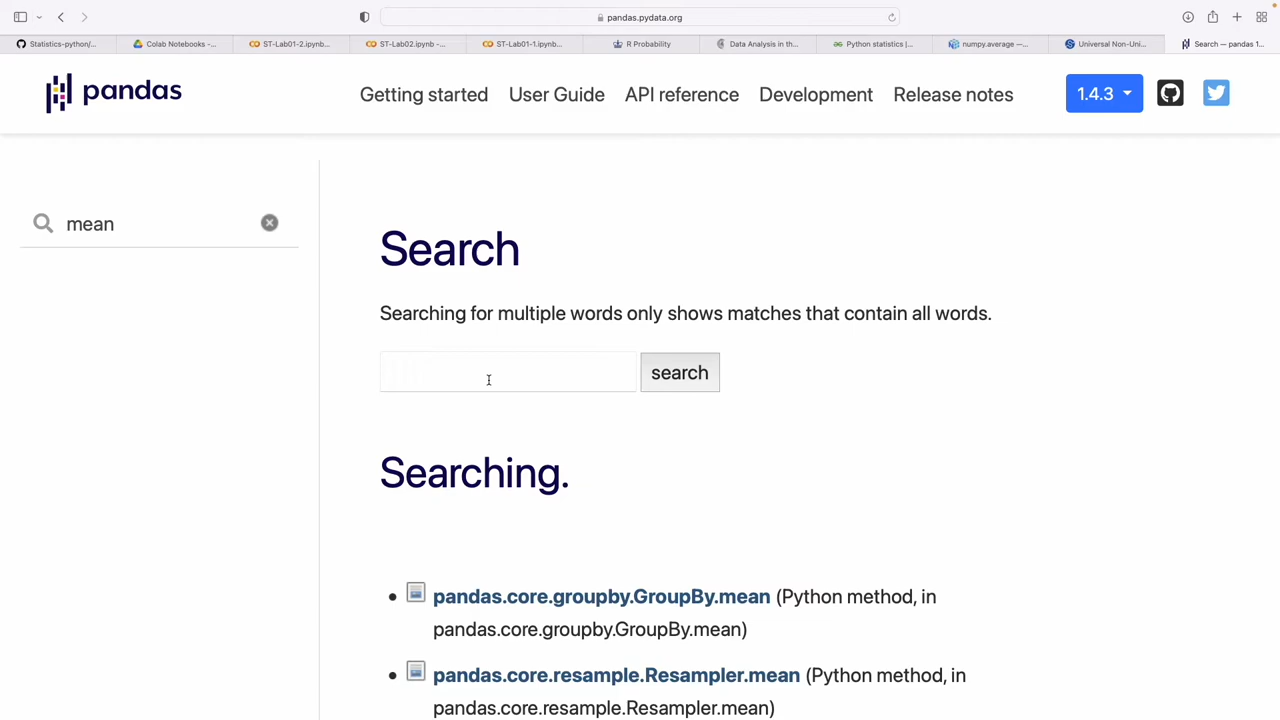 pandas.pydata.org
Statistics-python/...
Colab Notebooks -...
ST-Lab01-2.ipynb...
ST-Lab02.ipynb -...
ST-Lab01-1.ipynb...
R Probability
Data Analysis in th...
Python statistics |...
numpy.average —...
Universal Non-Uni...
Search — pandas 1...
pandas
Getting started
User Guide
API reference
Development
Release notes
1.4.3
mean
Search
Searching for multiple words only shows matches that contain all words.
search
Searching.
pandas.core.groupby.GroupBy.mean (Python method, in
pandas.core.groupby.GroupBy.mean)
pandas.core.resample.Resampler.mean (Python method, in
pandas.core.resample.Resampler.mean)